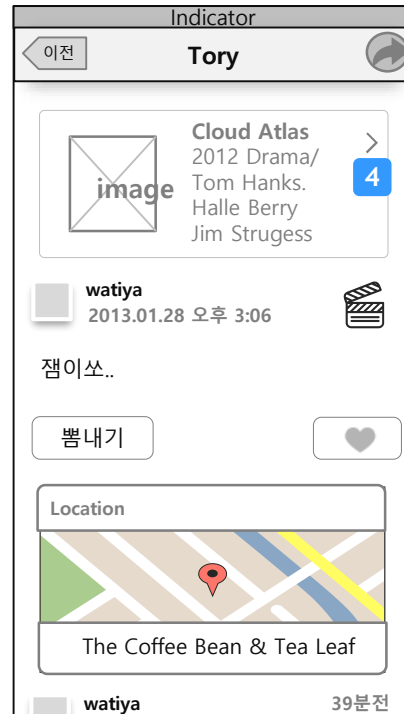 Indicator
이전
Tory
image
Cloud Atlas
2012 Drama/
Tom Hanks.
Halle Berry
Jim Strugess
4
watiya
2013.01.28 오후 3:06
잼이쏘..
뽐내기
Location
The Coffee Bean & Tea Leaf
watiya
39분전